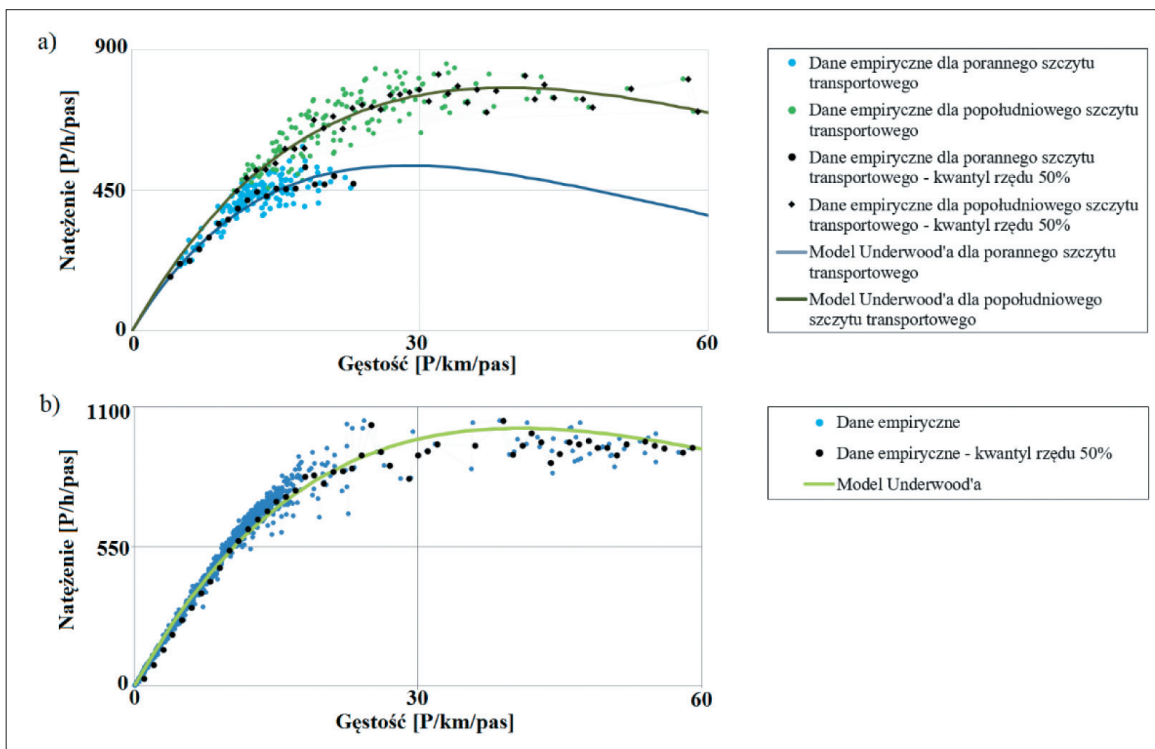 a)
900
450
0
0
30
60
Natężenie [P/h/pas]
Gęstość [P/km/pas]
Dane empiryczne dla porannego szczytu
transportowego
Dane empiryczne dla popołudniowego szczytu
transportowego
Dane empiryczne dla porannego szczytu
transportowego - kwantyl rzędu 50%
Dane empiryczne dla popołudniowego szczytu
transportowego - kwantyl rzędu 50%
Model Underwood'a dla porannego szczytu
transportowego
Model Underwood'a dla popołudniowego
szczytu transportowego
b)
1100
550
0
0
30
60
Natężenie [P/h/pas]
Gęstość [P/km/pas]
Dane empiryczne
Dane empiryczne - kwantyl rzędu 50%
Model Underwood'a